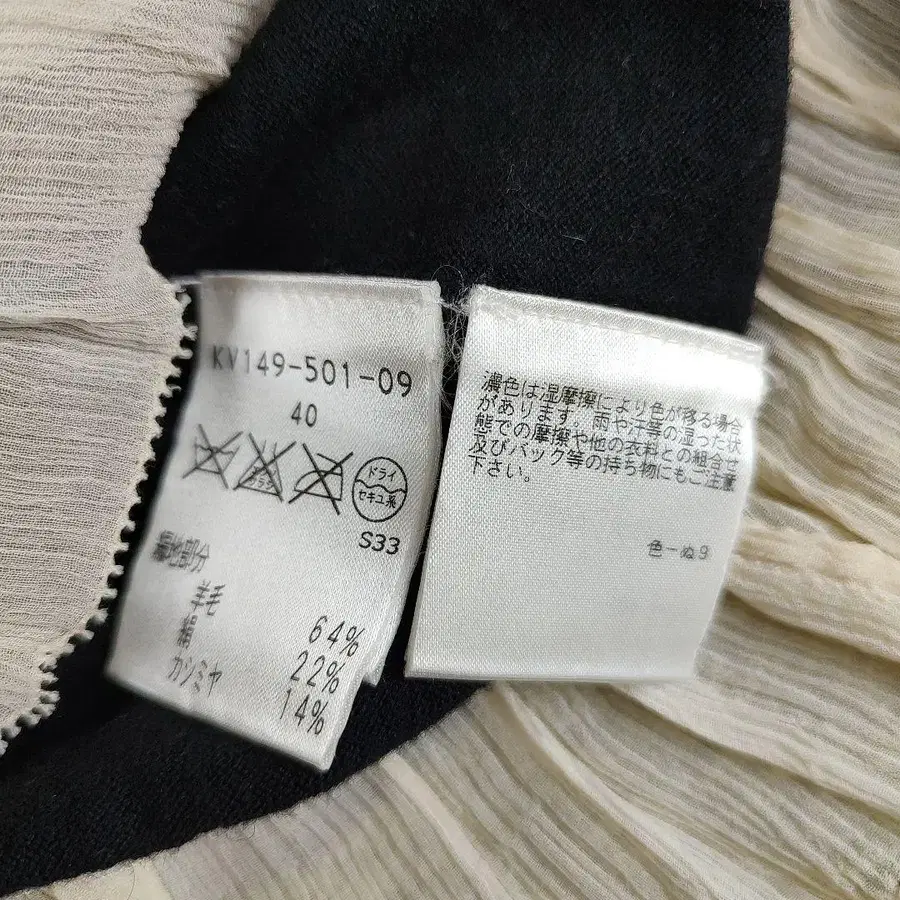 KV149-501-09
40
ドライ
セキユ系
S33
編地部分
羊毛 64%
絹 22%
カシミヤ 14%
濃色は湿摩擦により色が移る場合
があります。雨や汗等の湿った状
態での摩擦や他の衣料との組合せ
及びバック等の持ち物にもご注意
下さい。
色ーぬ9